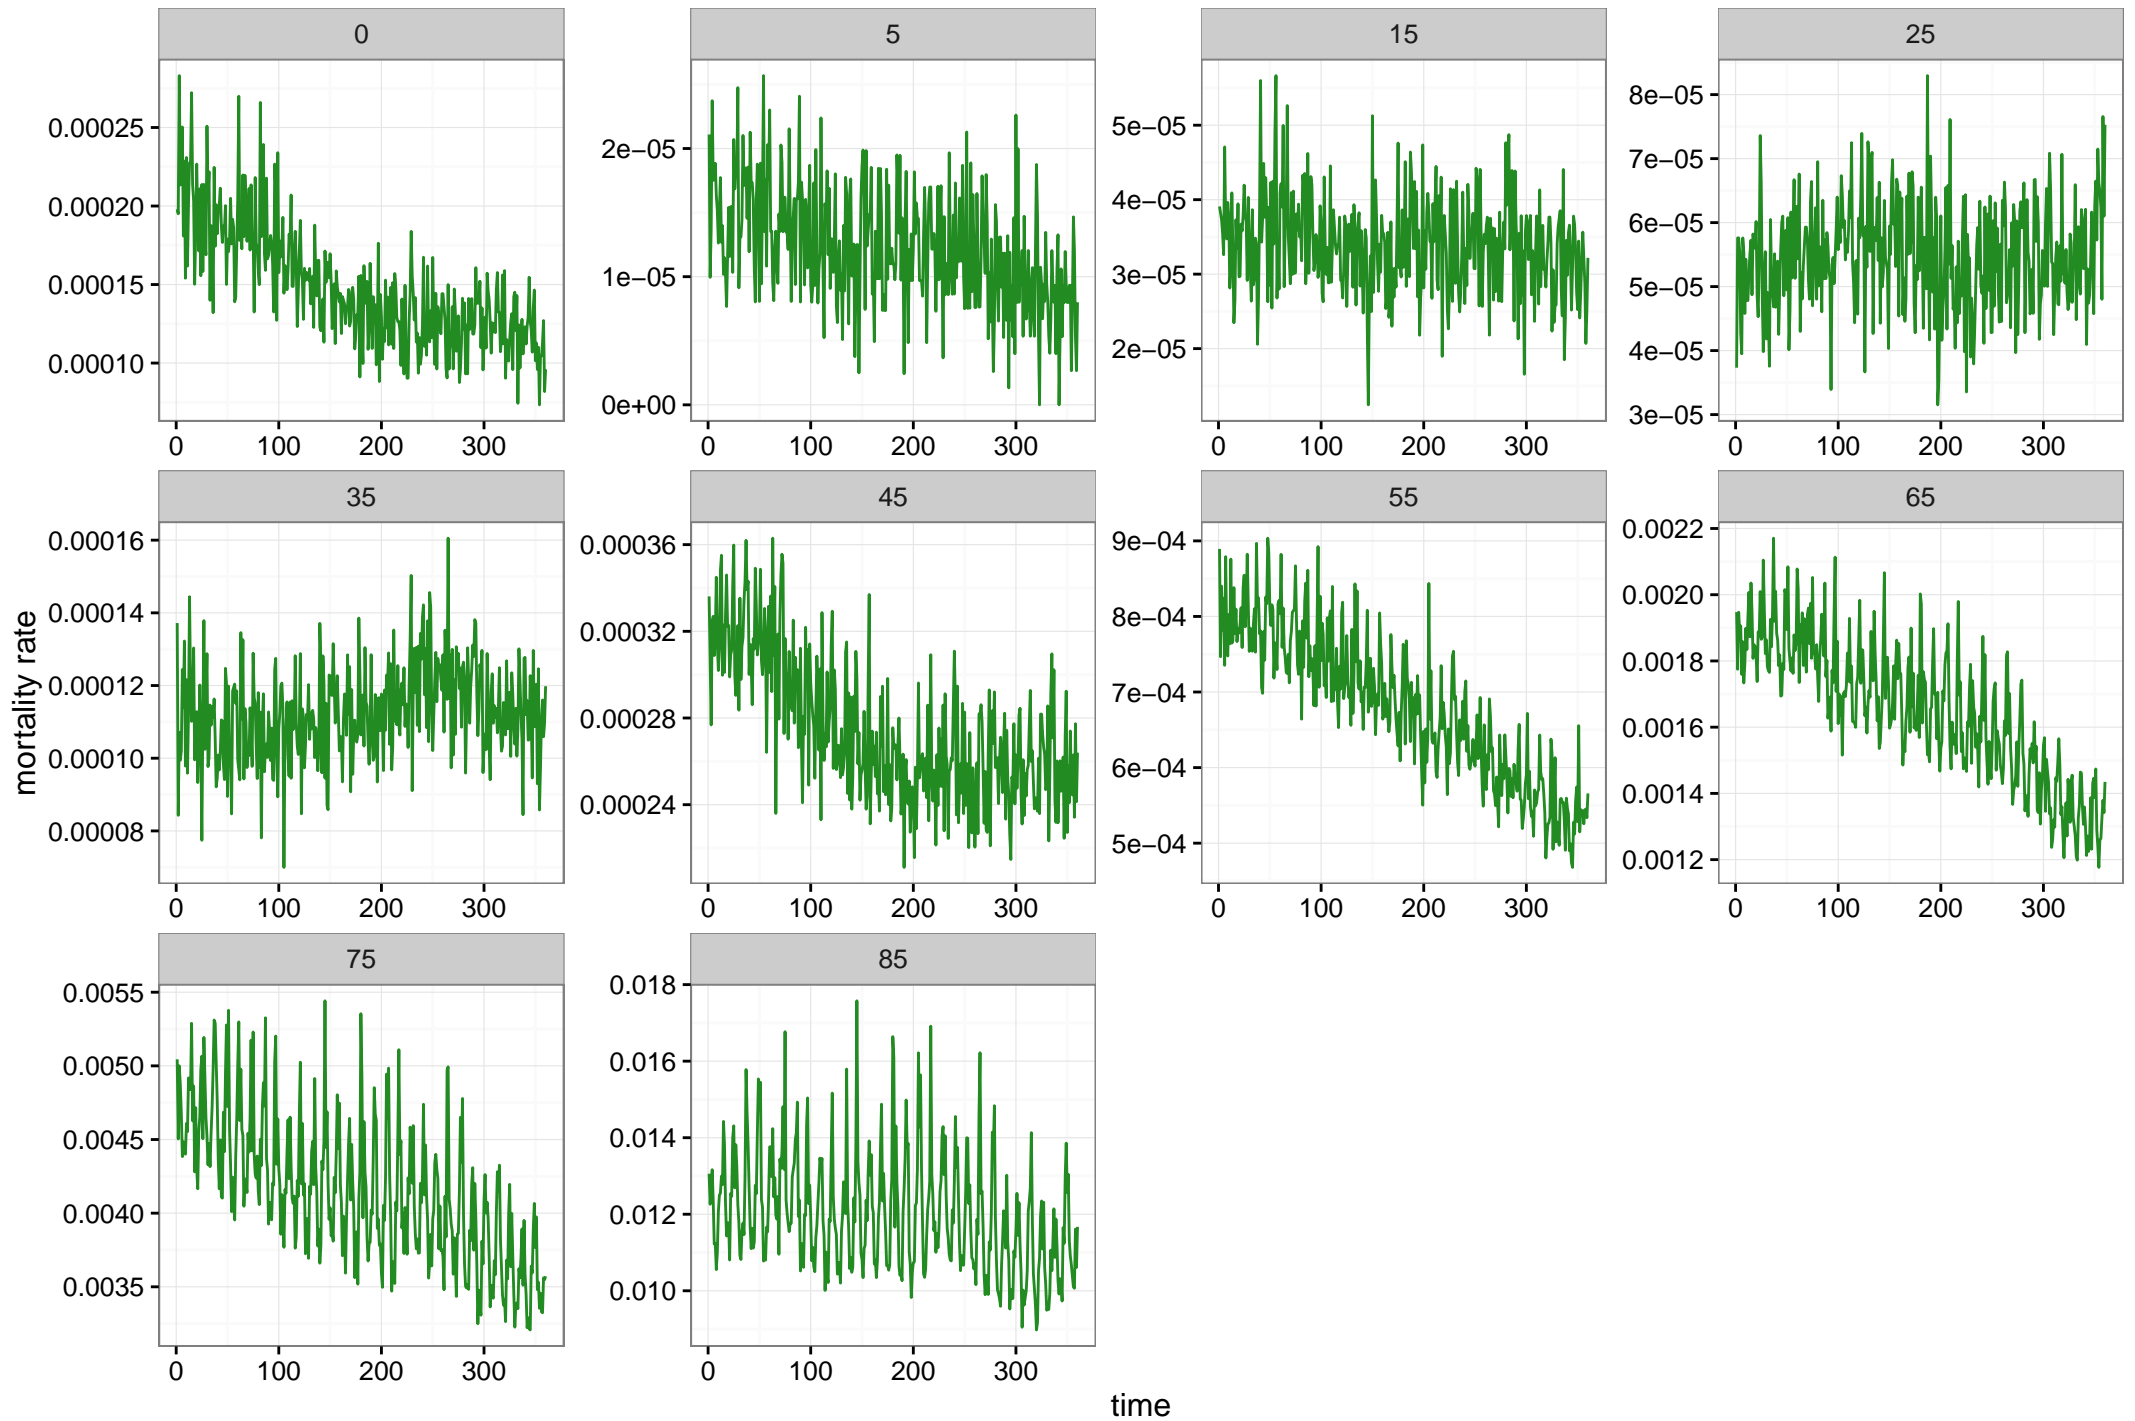 0 5 15 25
0.00025
0.00020
0.00015
0.00010
2e−05
1e−05
0e+00
5e−05
4e−05
3e−05
2e−05
8e−05
7e−05
6e−05
5e−05
4e−05
3e−05
0 100 200 300
0 100 200 300
0 100 200 300
0 100 200 300
35 45 55 65
mortality rate
0.00016
0.00014
0.00012
0.00010
0.00008
0.00036
0.00032
0.00028
0.00024
9e−04
8e−04
7e−04
6e−04
5e−04
0.0022
0.0020
0.0018
0.0016
0.0014
0.0012
0 100 200 300
0 100 200 300
0 100 200 300
0 100 200 300
75 85
0.0055
0.0050
0.0045
0.0040
0.0035
0.018
0.016
0.014
0.012
0.010
0 100 200 300
0 100 200 300
time